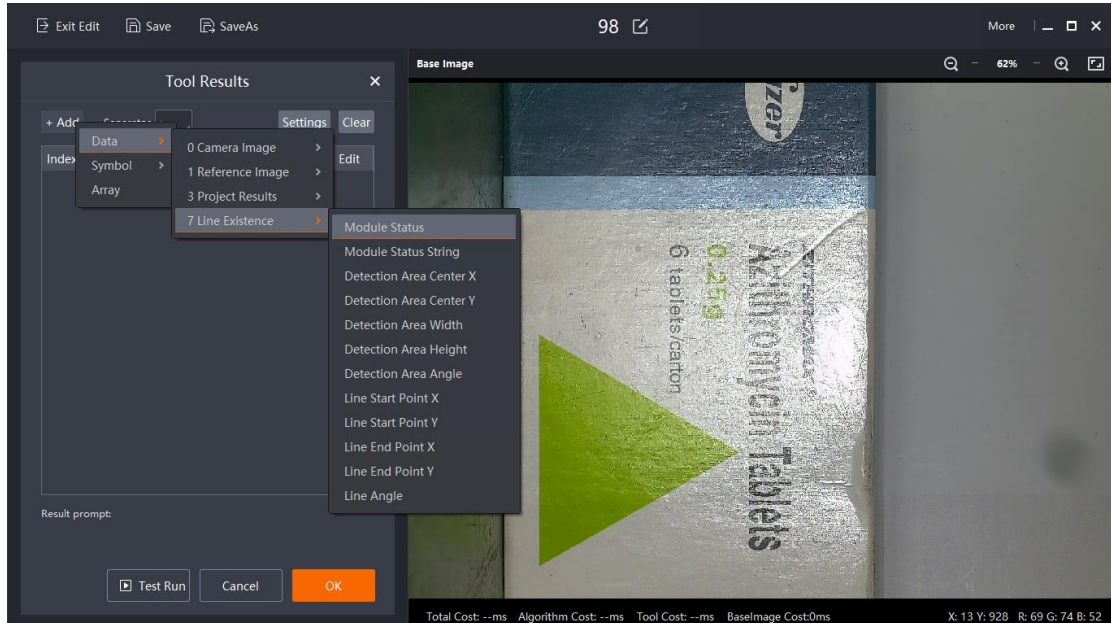 Exit Edit Save SaveAs 98 More
Tool Results
Base Image 62%
+ Add Settings Clear
Index Edit
Data
Symbol
Array
0 Camera Image
1 Reference Image
3 Project Results
7 Line Existence
Module Status
Module Status String
Detection Area Center X
Detection Area Center Y
Detection Area Width
Detection Area Height
Detection Area Angle
Line Start Point X
Line Start Point Y
Line End Point X
Line End Point Y
Line Angle
Result prompt:
Test Run Cancel OK
zer
Azithromycin Tablets
0.25g
6 tablets/carton
Total Cost: --ms Algorithm Cost: --ms Tool Cost: --ms BaseImage Cost:0ms X: 13 Y: 928 R: 69 G: 74 B: 52